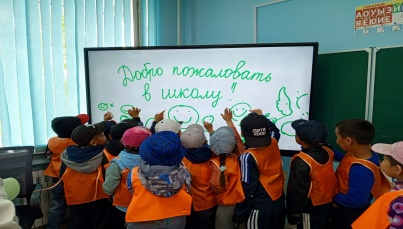 Добро пожаловать
в школу"
А О У Ы Э
Я Ё Ю И Е